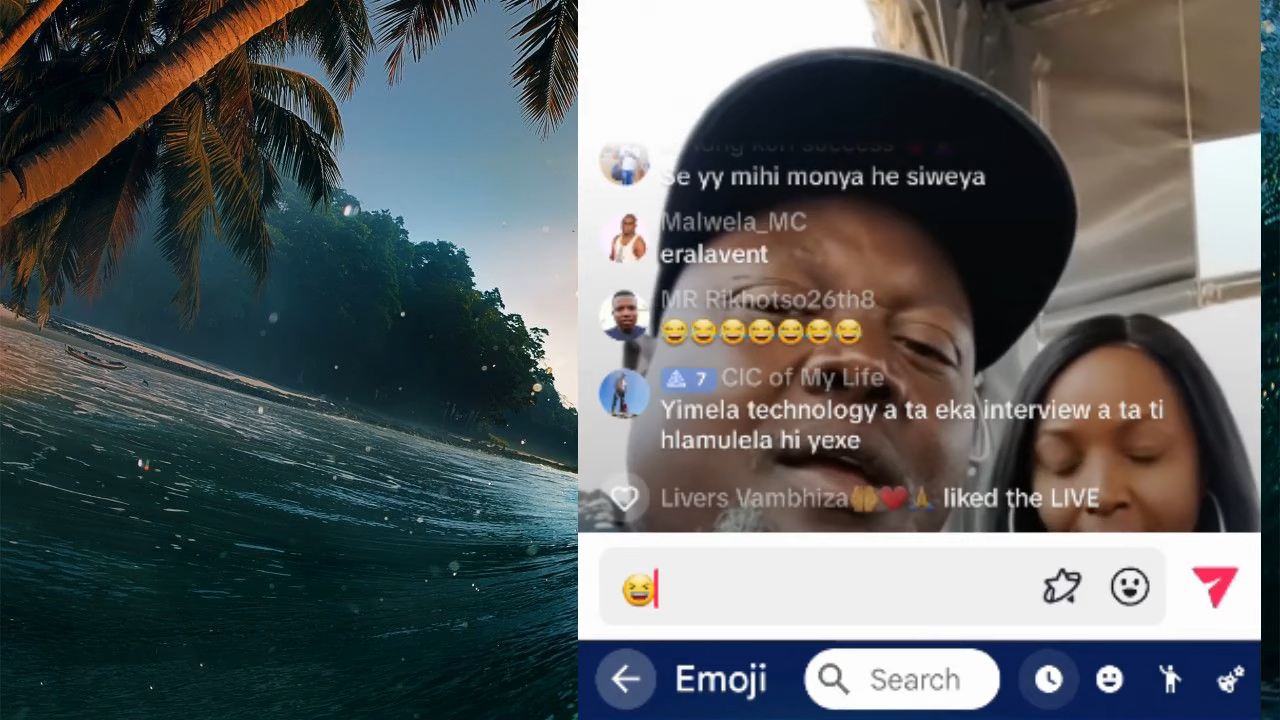 Se yy mihi monya he siweya
Malwela_MC
eralavent
MR Rikhotso26th8
😂😂😂😂😂😂😂
7 CIC of My Life
Yimela technology a ta eka interview a ta ti
hlamulela hi yexe
Livers Vambhiza🤲❤️🙏 liked the LIVE
😆
Emoji
Search